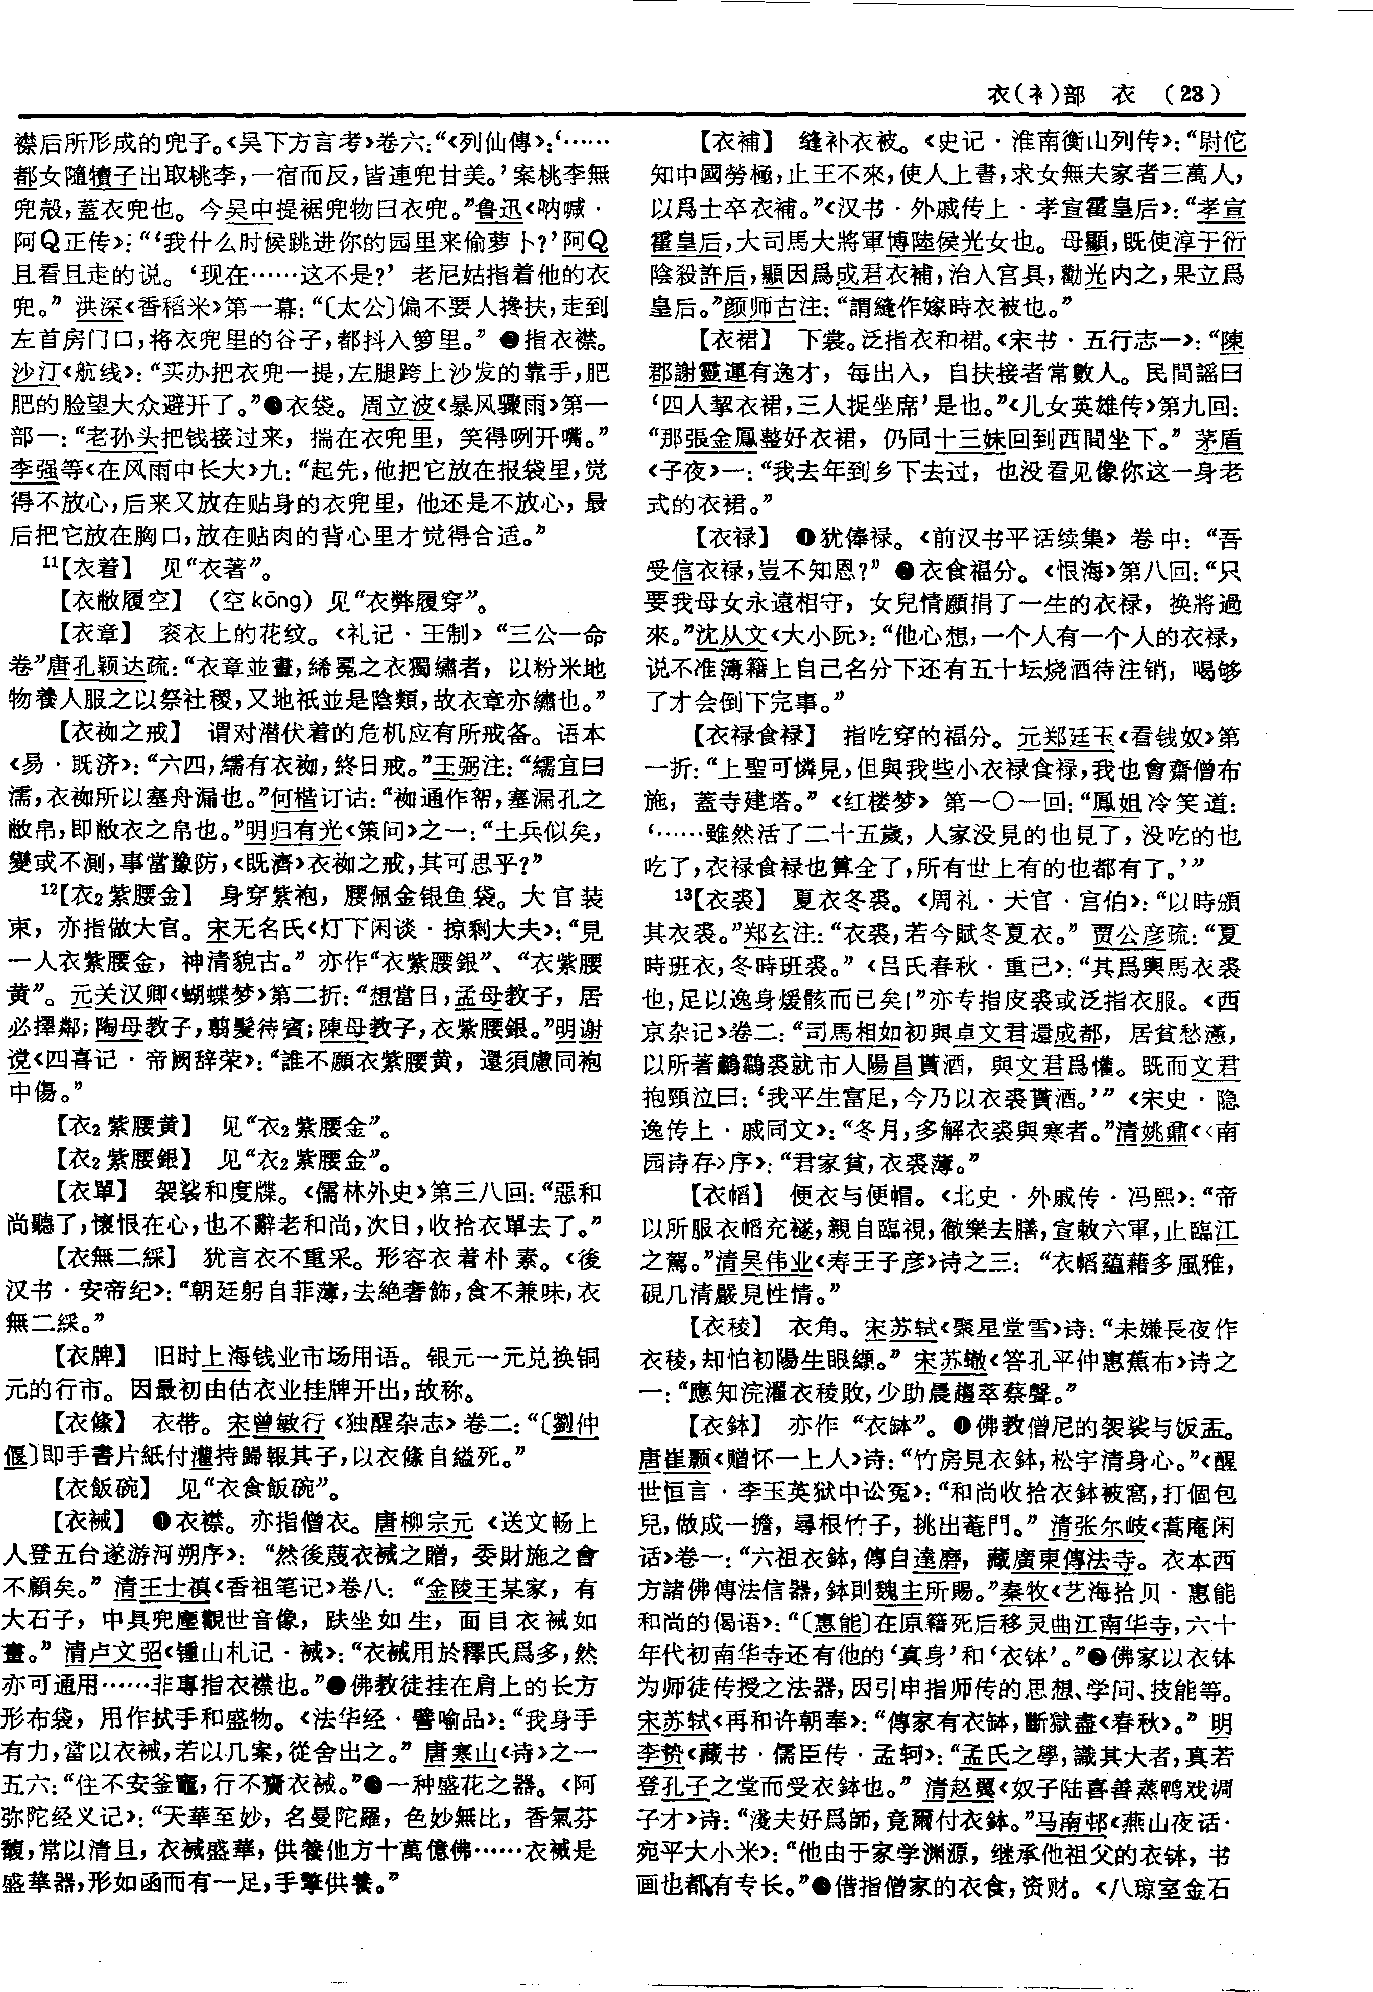 衣(衤)部　衣　(23)
襟后所形成的兜子。《吴下方言考》卷六：“《列仙傳》：‘……
都女隨犢子出取桃李，一宿而反，皆連兜甘美。’案桃李無
兜殻，蓋衣兜也。今吴中提裾兜物曰衣兜。”鲁迅《呐喊·
阿Q正传》：“‘我什么时候跳进你的园里来偷萝卜？’阿Q
且看且走的说。‘现在……这不是？’老尼姑指着他的衣
兜。”洪深《香稻米》第一幕：“〔太公〕偏不要人搀扶，走到
左首房门口，将衣兜里的谷子，都抖入箩里。”❷指衣襟。
沙汀《航线》：“买办把衣兜一提，左腿跨上沙发的靠手，肥
肥的脸望大众避开了。”❸衣袋。周立波《暴风骤雨》第一
部一：“老孙头把钱接过来，揣在衣兜里，笑得咧开嘴。”
李强等《在风雨中长大》九：“起先，他把它放在报袋里，觉
得不放心，后来又放在贴身的衣兜里，他还是不放心，最
后把它放在胸口，放在贴肉的背心里才觉得合适。”
11【衣着】　见“衣著”。
【衣敝履空】（空kōng）见“衣弊履穿”。
【衣章】　衮衣上的花纹。《礼记·王制》“三公一命
卷”唐孔颖达疏：“衣章並畫，絺冕之衣獨繡者，以粉米地
物養人服之以祭社稷，又地祇並是陰類，故衣章亦繡也。”
【衣袽之戒】　谓对潜伏着的危机应有所戒备。语本
《易·既济》：“六四，繻有衣袽，終日戒。”王弼注：“繻宜曰
濡，衣袽所以塞舟漏也。”何楷订诂：“袽通作帤，塞漏孔之
敝帛，即敝衣之帛也。”明归有光《策问》之一：“土兵似矣，
變或不測，事當豫防，《既濟》衣袽之戒，其可忽乎？”
12【衣₂紫腰金】　身穿紫袍，腰佩金银鱼袋。大官装
束，亦指做大官。宋无名氏《灯下闲谈·掠剩大夫》：“見
一人衣紫腰金，神清貌古。”亦作“衣紫腰銀”、“衣紫腰
黄”。元关汉卿《蝴蝶梦》第二折：“想當日，孟母教子，居
必擇鄰；陶母教子，剪髮待賓；陳母教子，衣紫腰銀。”明谢
谠《四喜记·帝阙辞荣》：“誰不願衣紫腰黄，還須慮同袍
中傷。”
【衣₂紫腰黄】　见“衣₂紫腰金”。
【衣₂紫腰銀】　见“衣₂紫腰金”。
【衣單】　袈裟和度牒。《儒林外史》第三八回：“惡和
尚聽了，懷恨在心，也不辭老和尚，次日，收拾衣單去了。”
【衣無二綵】　犹言衣不重采。形容衣着朴素。《後
汉书·安帝纪》：“朝廷躬自菲薄，去絶奢飾，食不兼味，衣
無二綵。”
【衣牌】　旧时上海钱业市场用语。银元一元兑换铜
元的行市。因最初由估衣业挂牌开出，故称。
【衣絛】　衣带。宋曾敏行《独醒杂志》卷二：“〔劉仲
偃〕即手書片紙付灌持歸報其子，以衣絛自縊死。”
【衣飯碗】　见“衣食飯碗”。
【衣裓】　❶衣襟。亦指僧衣。唐柳宗元《送文畅上
人登五台遂游河朔序》：“然後蔑衣裓之贈，委財施之會
不顧矣。”清王士禛《香祖笔记》卷八：“金陵王某家，有
大石子，中具兜塵觀世音像，趺坐如生，面目衣裓如
畫。”清卢文弨《锺山札记·裓》：“衣裓用於釋氏爲多，然
亦可通用……非專指衣襟也。”❷佛教徒挂在肩上的长方
形布袋，用作拭手和盛物。《法华经·譬喻品》：“我身手
有力，當以衣裓，若以几案，從舍出之。”唐寒山《诗》之一
五六：“住不安釜竈，行不齎衣裓。”❸一种盛花之器。《阿
弥陀经义记》：“天華至妙，名曼陀羅，色妙無比，香氣芬
馥，常以清旦，衣裓盛華，供養他方十萬億佛……衣裓是
盛華器，形如函而有一足，手擎供養。”
【衣補】　缝补衣被。《史记·淮南衡山列传》：“尉佗
知中國勞極，止王不來，使人上書，求女無夫家者三萬人，
以爲士卒衣補。”《汉书·外戚传上·孝宣霍皇后》：“孝宣
霍皇后，大司馬大將軍博陸侯光女也。母顯，既使淳于衍
陰殺許后，顯因爲成君衣補，治入宫具，勸光内之，果立爲
皇后。”颜师古注：“謂縫作嫁時衣被也。”
【衣裙】　下裳。泛指衣和裙。《宋书·五行志一》：“陳
郡謝靈運有逸才，每出入，自扶接者常數人。民間謡曰
‘四人挈衣裙，三人捉坐席’是也。”《儿女英雄传》第九回：
“那張金鳳整好衣裙，仍同十三妹回到西間坐下。”茅盾
《子夜》一：“我去年到乡下去过，也没看见像你这一身老
式的衣裙。”
【衣禄】　❶犹俸禄。《前汉书平话续集》卷中：“吾
受信衣禄，豈不知恩？”❷衣食福分。《恨海》第八回：“只
要我母女永遠相守，女兒情願捐了一生的衣禄，换將過
來。”沈从文《大小阮》：“他心想，一个人有一个人的衣禄，
说不准簿籍上自己名分下还有五十坛烧酒待注销，喝够
了才会倒下完事。”
【衣禄食禄】　指吃穿的福分。元郑廷玉《看钱奴》第
一折：“上聖可憐見，但與我些小衣禄食禄，我也會齋僧布
施，蓋寺建塔。”《红楼梦》第一〇一回：“鳳姐冷笑道：
‘……雖然活了二十五歲，人家没見的也見了，没吃的也
吃了，衣禄食禄也算全了，所有世上有的也都有了。’”
13【衣裘】　夏衣冬裘。《周礼·天官·宫伯》：“以時頒
其衣裘。”郑玄注：“衣裘，若今賦冬夏衣。”贾公彦疏：“夏
時班衣，冬時班裘。”《吕氏春秋·重己》：“其爲輿馬衣裘
也，足以逸身煖骸而已矣！”亦专指皮裘或泛指衣服。《西
京杂记》卷二：“司馬相如初與卓文君還成都，居貧愁懣，
以所著鷫鸘裘就市人陽昌貰酒，與文君爲懽。既而文君
抱頸泣曰：‘我平生富足，今乃以衣裘貰酒。’”《宋史·隐
逸传上·戚同文》：“冬月，多解衣裘與寒者。”清姚鼐《〈南
园诗存〉序》：“君家貧，衣裘薄。”
【衣幍】　便衣与便帽。《北史·外戚传·冯熙》：“帝
以所服衣幍充襚，親自臨視，徹樂去膳，宣敕六軍，止臨江
之駕。”清吴伟业《寿王子彦》诗之三：“衣幍藴藉多風雅，
硯几清嚴見性情。”
【衣稜】　衣角。宋苏轼《聚星堂雪》诗：“未嫌長夜作
衣稜，却怕初陽生眼纈。”宋苏辙《答孔平仲惠蕉布》诗之
一：“應知浣濯衣稜敗，少助晨趨萃蔡聲。”
【衣鉢】　亦作“衣缽”。❶佛教僧尼的袈裟与饭盂。
唐崔颢《赠怀一上人》诗：“竹房見衣鉢，松宇清身心。”《醒
世恒言·李玉英狱中讼冤》：“和尚收拾衣鉢被窩，打個包
兒，做成一擔，尋根竹子，挑出菴門。”清张尔岐《蒿庵闲
话》卷一：“六祖衣鉢，傳自達磨，藏廣東傳法寺。衣本西
方諸佛傳法信器，鉢則魏主所賜。”秦牧《艺海拾贝·惠能
和尚的偈语》：“〔惠能〕在原籍死后移灵曲江南华寺，六十
年代初南华寺还有他的‘真身’和‘衣钵’。”❷佛家以衣钵
为师徒传授之法器，因引申指师传的思想、学问、技能等。
宋苏轼《再和许朝奉》：“傳家有衣鉢，斷獄盡《春秋》。”明
李贽《藏书·儒臣传·孟轲》：“孟氏之學，識其大者，真若
登孔子之堂而受衣鉢也。”清赵翼《奴子陆喜善蒸鸭戏调
子才》诗：“淺夫好爲師，竟爾付衣鉢。”马南邨《燕山夜话·
宛平大小米》：“他由于家学渊源，继承他祖父的衣钵，书
画也都有专长。”❸借指僧家的衣食，资财。《八琼室金石